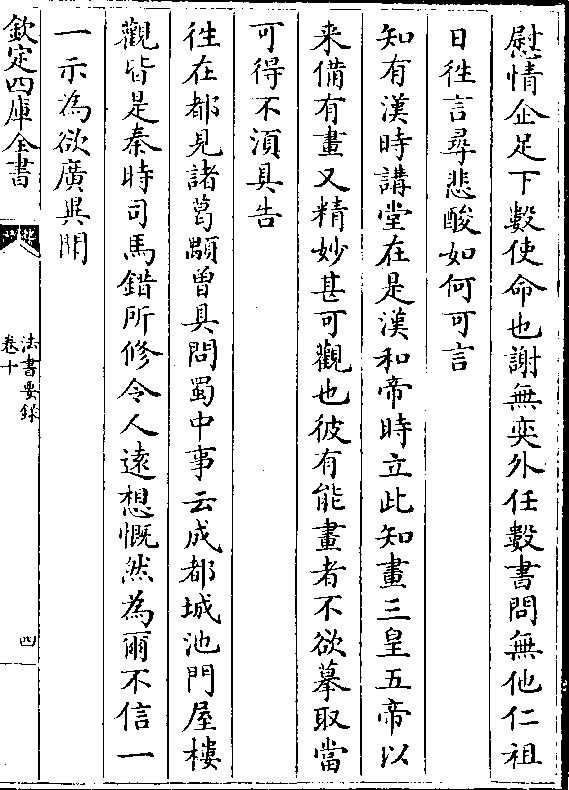 慰情企足下數使命也謝無奕外任數書問無他仁祖
日徃言尋悲酸如何可言
知有漢時講堂在是漢和帝時立此知畫三皇五帝以
来備有畫又精妙甚可觀也彼有能畫者不欲摹取當
可得不湏具告
徃在都見諸葛顒曽具問蜀中事云成都城池門屋樓
觀皆是秦時司馬錯所修令人遠想慨然為爾不信一
一示為欲廣異聞
欽定四庫全書
法書要録
卷十
四